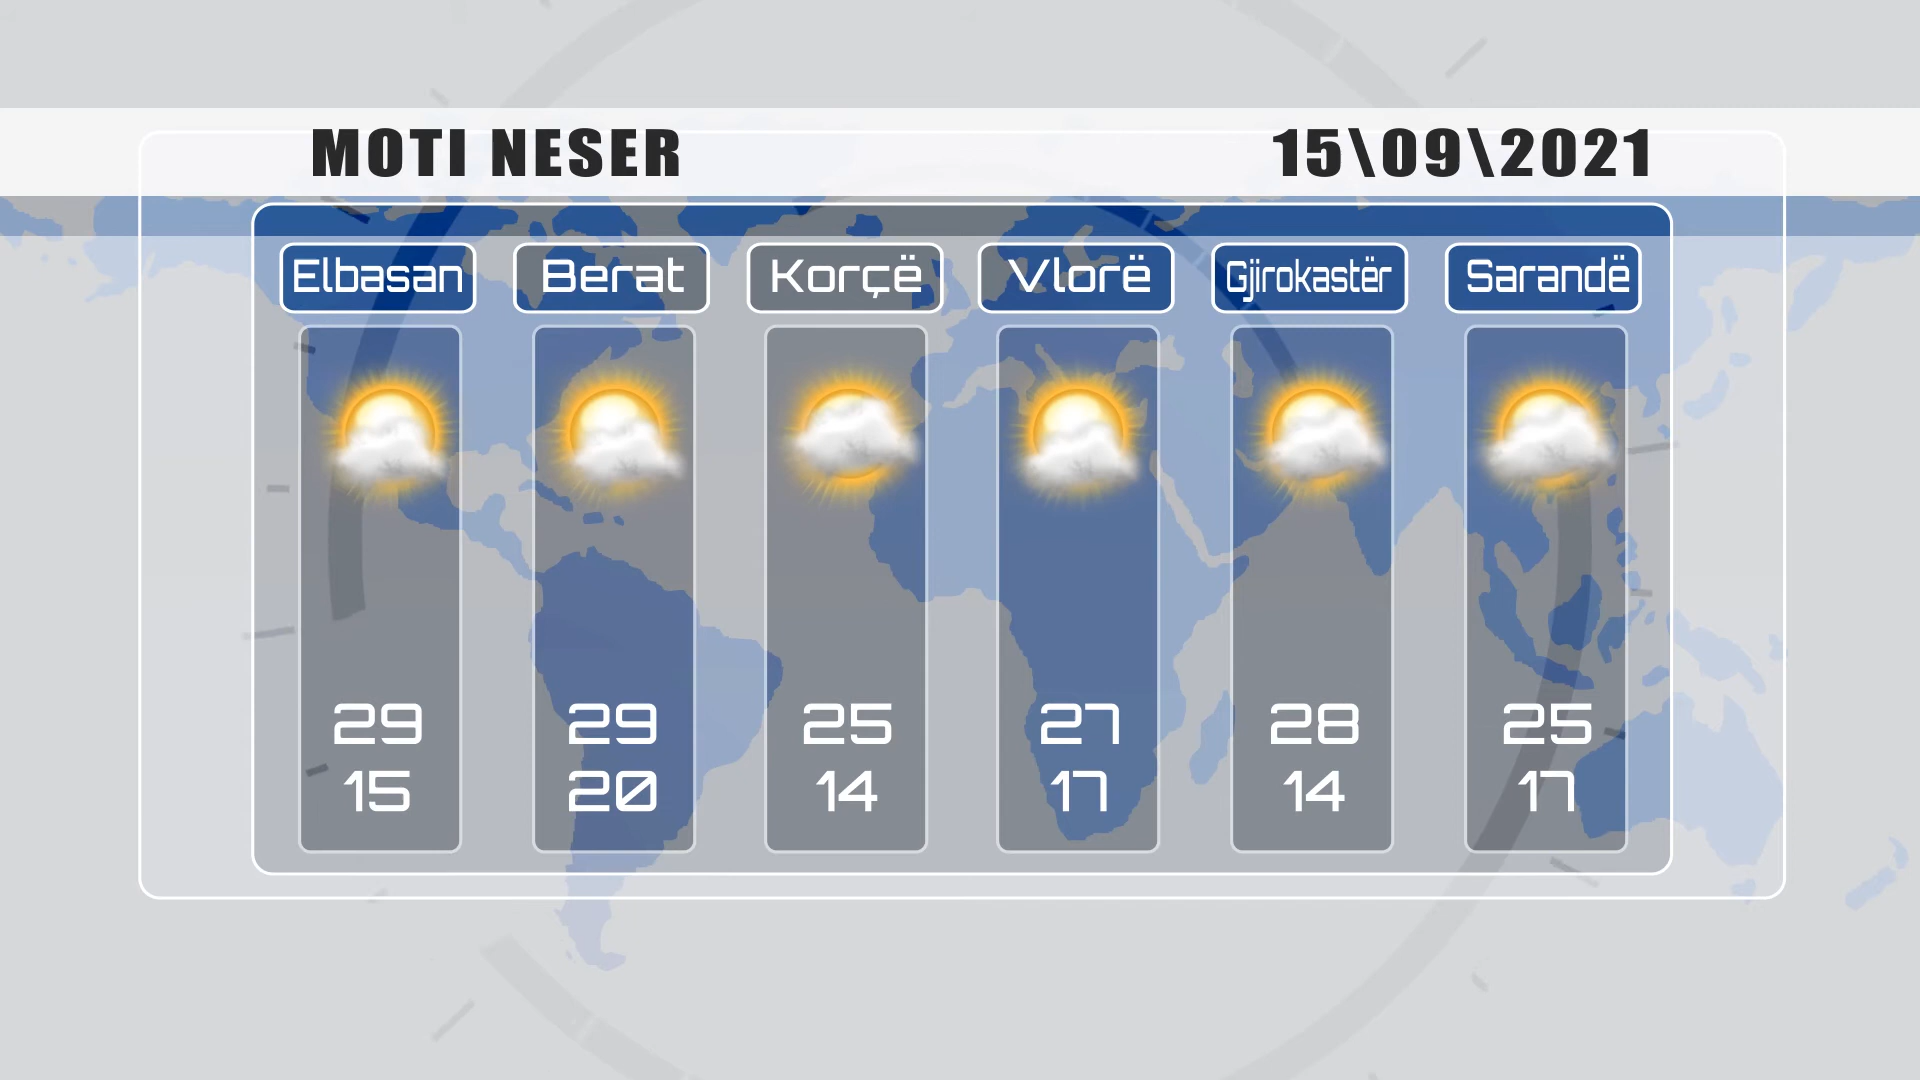 MOTI NESER 15\09\2021
Elbasan Berat Korçë Vlorë Gjirokastër Sarandë
29 29 25 27 28 25
15 20 14 17 14 17